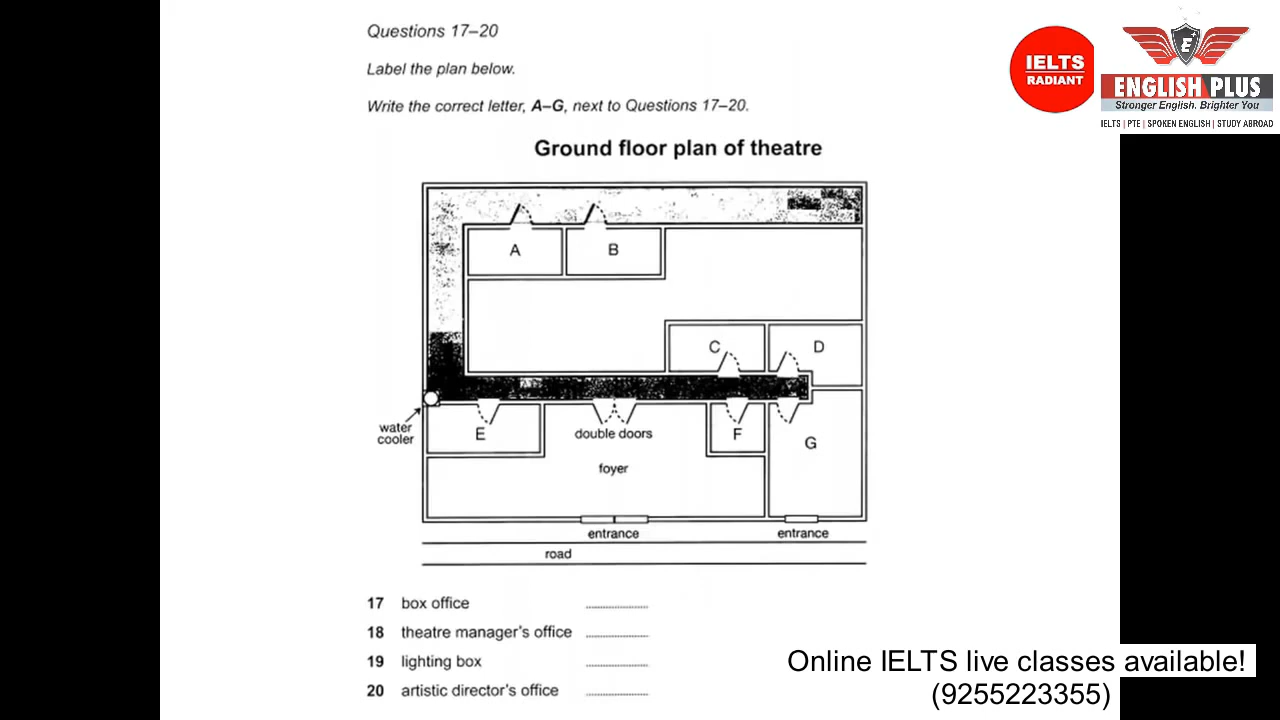 Questions 17–20
Label the plan below.
Write the correct letter, A–G, next to Questions 17–20.
IELTS
RADIANT
E
ENGLISH PLUS
Stronger English. Brighter You
IELTS | PTE | SPOKEN ENGLISH | STUDY ABROAD
Ground floor plan of theatre
A
B
C
D
water
cooler
E
double doors
F
G
foyer
entrance
entrance
road
17 box office ..................
18 theatre manager's office ..................
19 lighting box ..................
20 artistic director's office ..................
Online IELTS live classes available!
(9255223355)